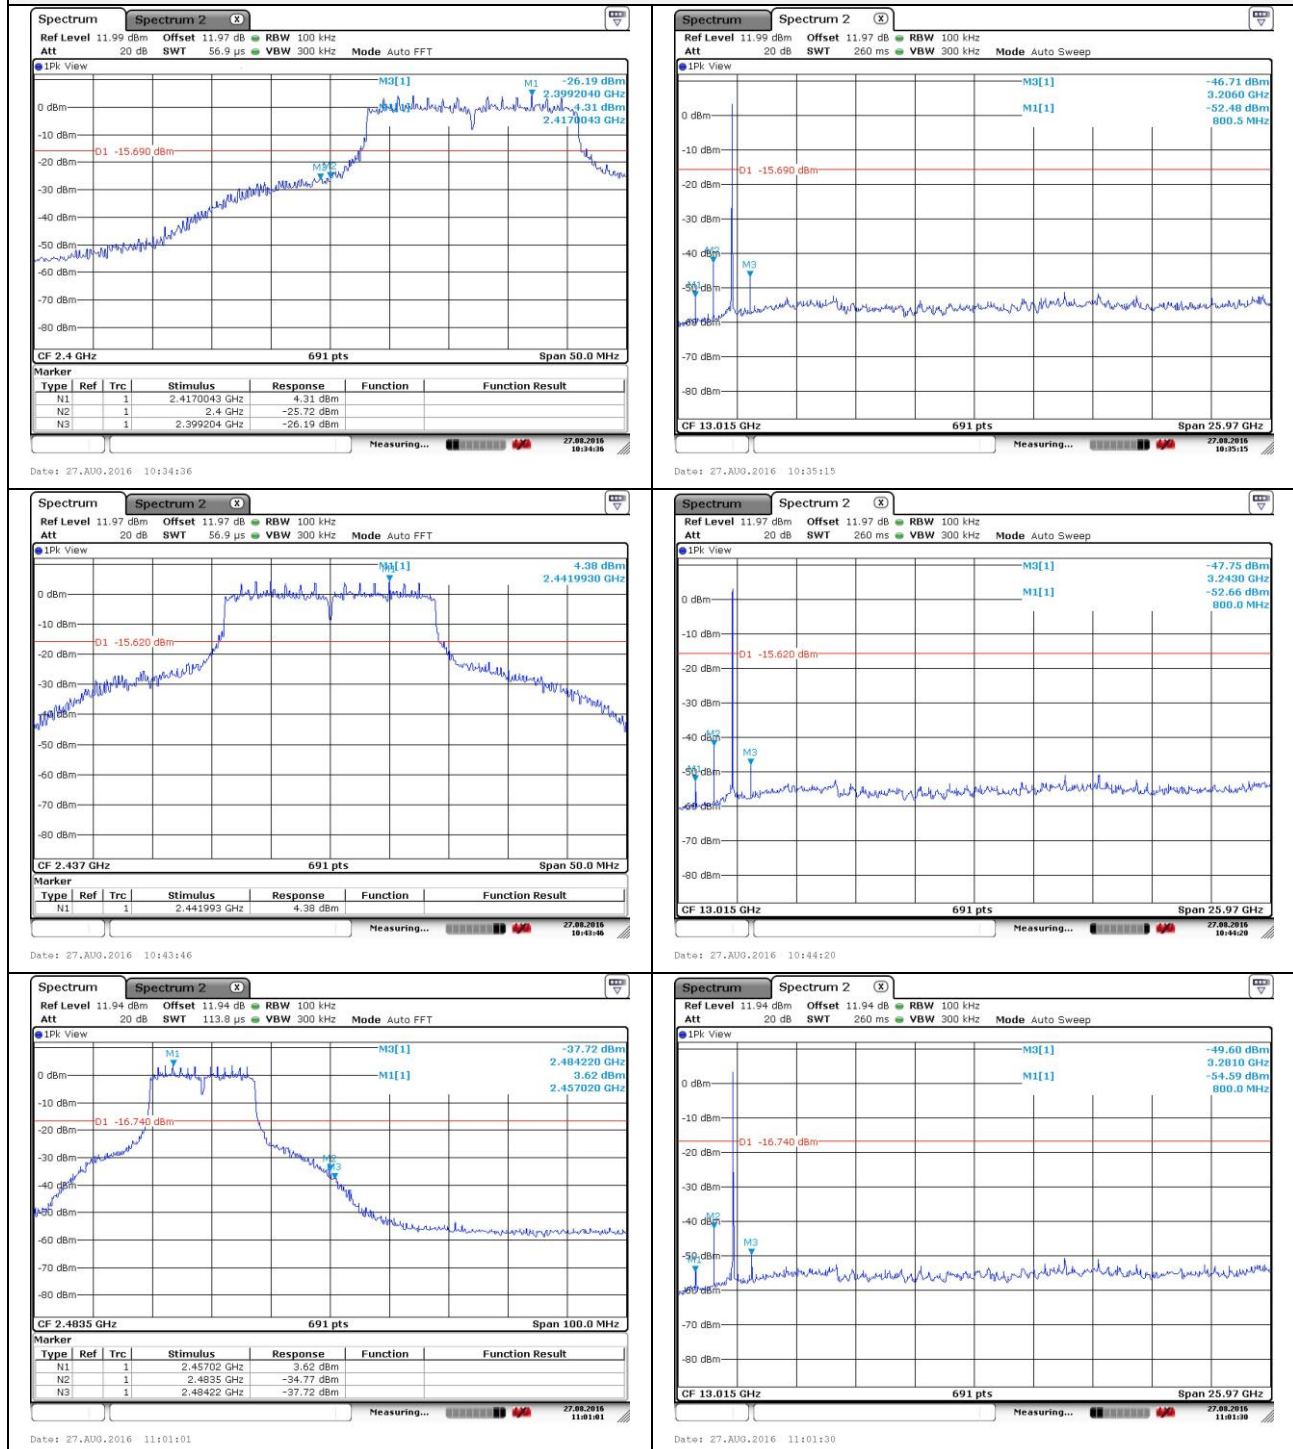 Spectrum Spectrum 2 X
Ref Level 11.99 dBm Offset 11.97 dB RBW 100 kHz
Att 20 dB SWT 56.9 µs VBW 300 kHz Mode Auto FFT
1Pk View
M3[1] -26.19 dBm
2.3992040 GHz
4.31 dBm
2.4170043 GHz
M1
0 dBm
-10 dBm
D1 -15.690 dBm
-20 dBm
-30 dBm
-40 dBm
-50 dBm
-60 dBm
-70 dBm
-80 dBm
CF 2.4 GHz 691 pts Span 50.0 MHz
Marker
Type Ref Trc Stimulus Response Function Function Result
N1 1 2.4170043 GHz 4.31 dBm
N2 1 2.4 GHz -25.72 dBm
N3 1 2.399204 GHz -26.19 dBm
Measuring... 27.08.2016
10:34:36
Date: 27.AUG.2016 10:34:36
Spectrum Spectrum 2 X
Ref Level 11.99 dBm Offset 11.97 dB RBW 100 kHz
Att 20 dB SWT 260 ms VBW 300 kHz Mode Auto Sweep
1Pk View
M3[1] -46.71 dBm
3.2060 GHz
M1[1] -52.48 dBm
800.5 MHz
0 dBm
-10 dBm
D1 -15.690 dBm
-20 dBm
-30 dBm
-40 dBm
M3
-70 dBm
-80 dBm
CF 13.015 GHz 691 pts Span 25.97 GHz
Measuring... 27.08.2016
10:35:15
Date: 27.AUG.2016 10:35:15
Spectrum Spectrum 2 X
Ref Level 11.97 dBm Offset 11.97 dB RBW 100 kHz
Att 20 dB SWT 56.9 µs VBW 300 kHz Mode Auto FFT
1Pk View
M1[1] 4.38 dBm
2.4419930 GHz
0 dBm
-10 dBm
D1 -15.620 dBm
-20 dBm
-30 dBm
-40 dBm
-50 dBm
-60 dBm
-70 dBm
-80 dBm
CF 2.437 GHz 691 pts Span 50.0 MHz
Marker
Type Ref Trc Stimulus Response Function Function Result
N1 1 2.441993 GHz 4.38 dBm
Measuring... 27.08.2016
10:43:46
Date: 27.AUG.2016 10:43:46
Spectrum Spectrum 2 X
Ref Level 11.97 dBm Offset 11.97 dB RBW 100 kHz
Att 20 dB SWT 260 ms VBW 300 kHz Mode Auto Sweep
1Pk View
M3[1] -47.75 dBm
3.2430 GHz
M1[1] -52.66 dBm
800.0 MHz
0 dBm
-10 dBm
D1 -15.620 dBm
-20 dBm
-30 dBm
-40 dBm
M2
M3
-70 dBm
-80 dBm
CF 13.015 GHz 691 pts Span 25.97 GHz
Measuring... 27.08.2016
10:44:20
Date: 27.AUG.2016 10:44:20
Spectrum Spectrum 2 X
Ref Level 11.94 dBm Offset 11.94 dB RBW 100 kHz
Att 20 dB SWT 113.8 µs VBW 300 kHz Mode Auto FFT
1Pk View
M3[1] -37.72 dBm
2.484220 GHz
M1[1] 3.62 dBm
2.457020 GHz
M1
0 dBm
-10 dBm
D1 -16.740 dBm
-20 dBm
-30 dBm
M2
M3
-40 dBm
-50 dBm
-60 dBm
-70 dBm
-80 dBm
CF 2.4835 GHz 691 pts Span 100.0 MHz
Marker
Type Ref Trc Stimulus Response Function Function Result
N1 1 2.45702 GHz 3.62 dBm
N2 1 2.4835 GHz -34.77 dBm
N3 1 2.48422 GHz -37.72 dBm
Measuring... 27.08.2016
11:01:01
Date: 27.AUG.2016 11:01:01
Spectrum Spectrum 2 X
Ref Level 11.94 dBm Offset 11.94 dB RBW 100 kHz
Att 20 dB SWT 260 ms VBW 300 kHz Mode Auto Sweep
1Pk View
M3[1] -49.60 dBm
3.2810 GHz
M1[1] -54.59 dBm
800.0 MHz
0 dBm
-10 dBm
D1 -16.740 dBm
-20 dBm
-30 dBm
M2
-40 dBm
M3
-50 dBm
M1
-70 dBm
-80 dBm
CF 13.015 GHz 691 pts Span 25.97 GHz
Measuring... 27.08.2016
11:01:30
Date: 27.AUG.2016 11:01:30